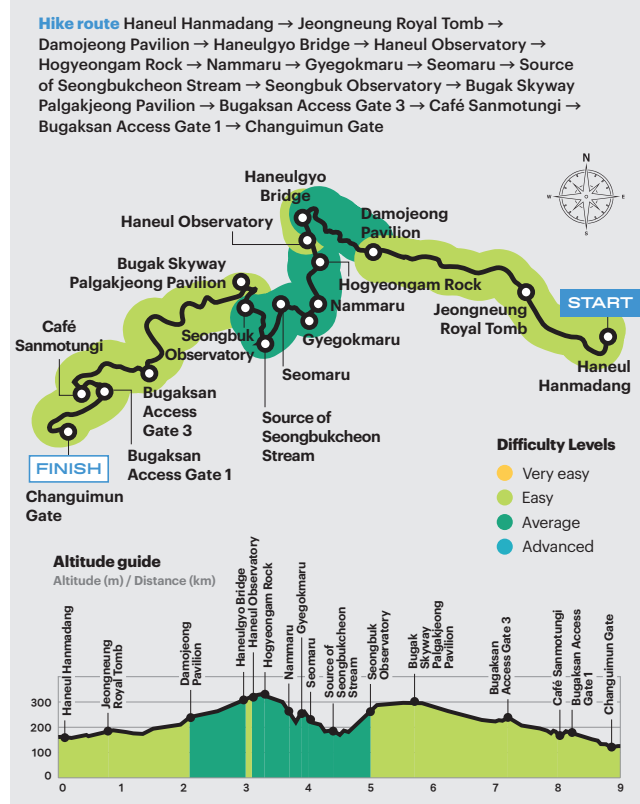 Hike route Haneul Hanmadang → Jeongneung Royal Tomb →
Damojeong Pavilion → Haneulgyo Bridge → Haneul Observatory →
Hogyeongam Rock → Nammaru → Gyegokmaru → Seomaru → Source
of Seongbukcheon Stream → Seongbuk Observatory → Bugak Skyway
Palgakjeong Pavilion → Bugaksan Access Gate 3 → Café Sanmotungi →
Bugaksan Access Gate 1 → Changuimun Gate
N
W
E
S
Haneulgyo
Bridge
Damojeong
Pavilion
Haneul Observatory
Bugak Skyway
Palgakjeong Pavilion
Hogyeongam Rock
START
Nammaru
Jeongneung
Royal Tomb
Café
Sanmotungi
Seongbuk
Observatory
Gyegokmaru
Haneul
Hanmadang
Seomaru
Bugaksan
Access
Gate 3
Source of
Seongbukcheon
Stream
Bugaksan
Access Gate 1
FINISH
Changuimun
Gate
Difficulty Levels
Very easy
Easy
Average
Advanced
Altitude guide
Altitude (m) / Distance (km)
Haneul Hanmadang
Jeongneung
Royal Tomb
Damojeong
Pavilion
Haneulgyo Bridge
Haneul Observatory
Hogyeongam Rock
Nammaru
Gyegokmaru
Seomaru
Source of
Seongbukcheon
Stream
Seongbuk
Observatory
Bugak
Skyway
Palgakjeong
Pavilion
Bugaksan
Access Gate 3
Café Sanmotungi
Bugaksan Access
Gate 1
Changuimun Gate
300
200
100
0
0 1 2 3 4 5 6 7 8 9